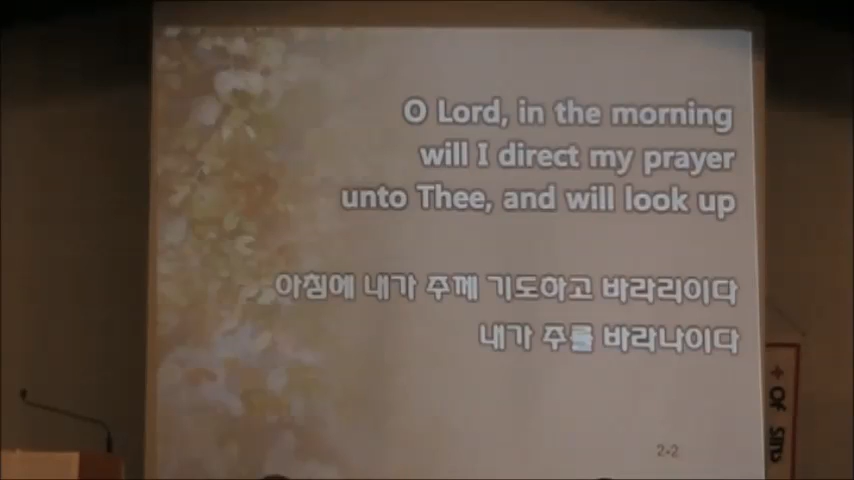 O Lord, in the morning
will I direct my prayer
unto Thee, and will look up
아침에 내가 주께 기도하고 바라리이다
내가 주를 바라나이다
2-2
+ OF SIN